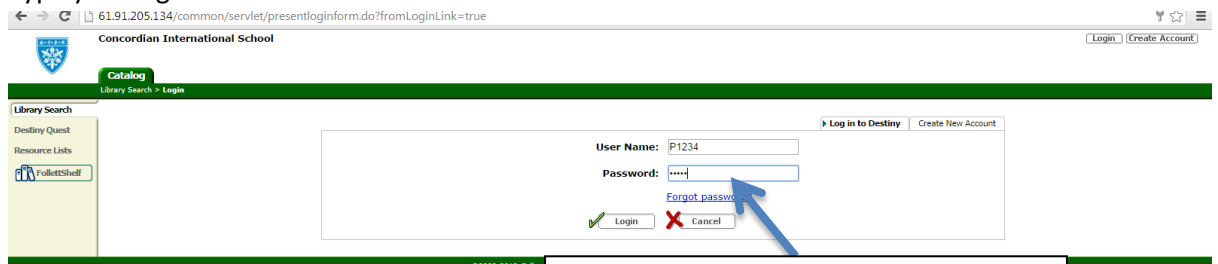 61.91.205.134/common/servlet/presentloginform.do?fromLoginLink=true
Concordian International School
Login Create Account
Catalog
Library Search > Login
Library Search
Destiny Quest
Resource Lists
FollettShelf
Log in to Destiny Create New Account
User Name: P1234
Password: •••••
Forgot
Login Cancel